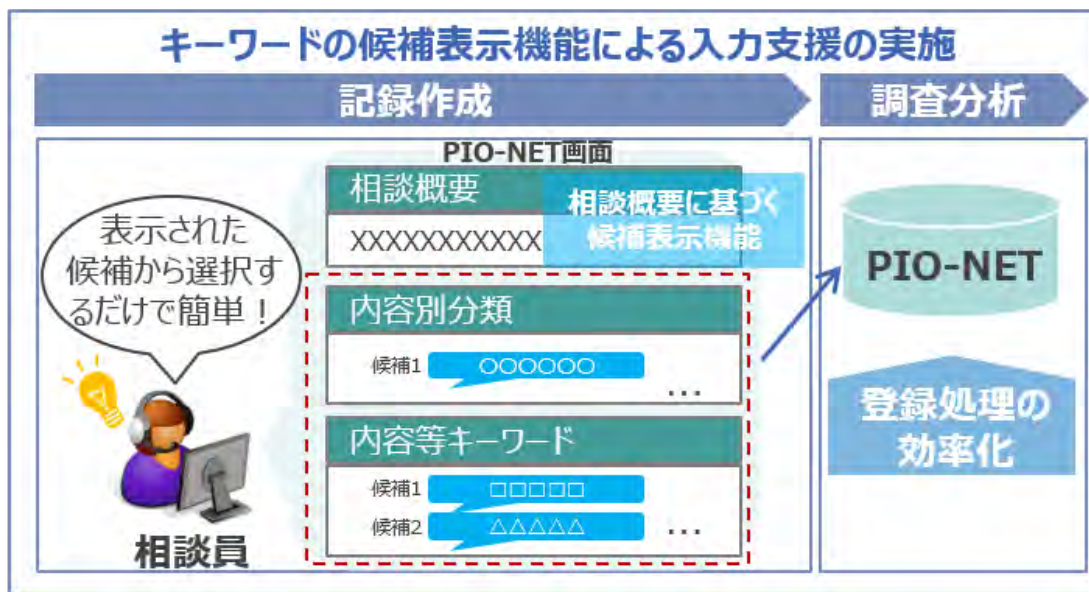 キーワードの候補表示機能による入力支援の実施
記録作成
調査分析
PIO-NET画面
相談概要
XXXXXXXXXXX
相談概要に基づく
候補表示機能
表示された
候補から選択す
るだけで簡単！
相談員
内容別分類
候補1 〇〇〇〇〇〇
…
内容等キーワード
候補1 □□□□□
候補2 △△△△△ …
PIO-NET
登録処理の
効率化